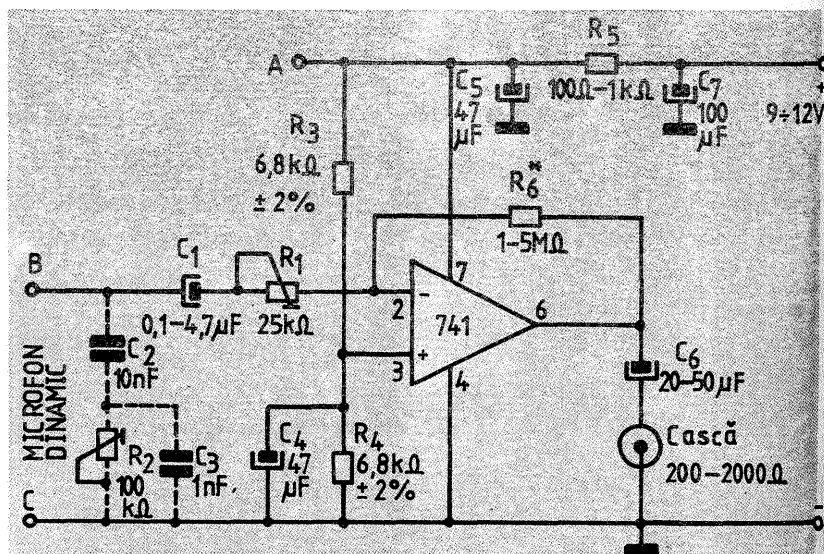 A
R5
100Ω-1kΩ
C5
47
μF
C7
100
μF
+
9÷12V
R3
6,8kΩ
±2%
R6*
1-5MΩ
B
C1
0,1-4,7μF
R1
25kΩ
2
-
7
741
6
3
+
4
C2
10nF
MICROFON
DINAMIC
R2
100
kΩ
C3
1nF.
C4
47
μF
R4
6,8kΩ
±2%
C6
20-50μF
Cască
200-2000Ω
C
-